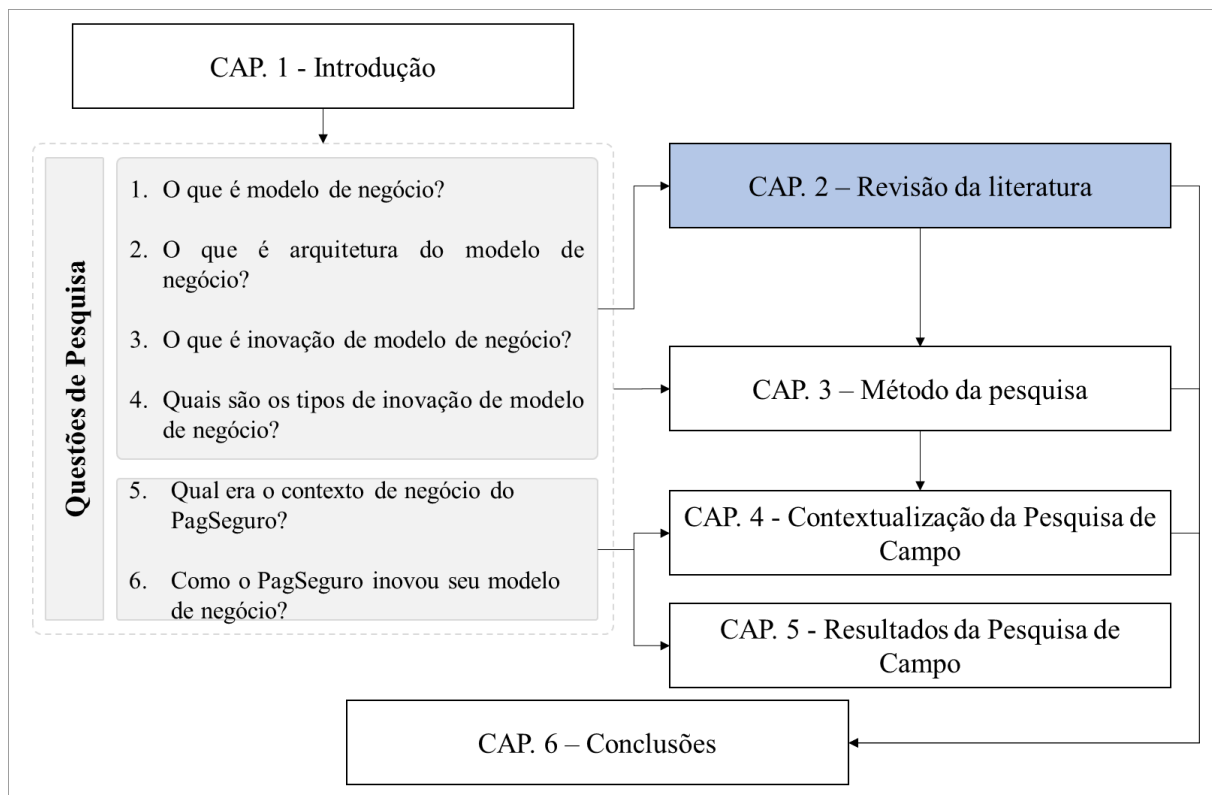 CAP. 1 - Introdução
Questões de Pesquisa
1. O que é modelo de negócio?
2. O que é arquitetura do modelo de
negócio?
3. O que é inovação de modelo de negócio?
4. Quais são os tipos de inovação de modelo
de negócio?
5. Qual era o contexto de negócio do
PagSeguro?
6. Como o PagSeguro inovou seu modelo
de negócio?
CAP. 2 – Revisão da literatura
CAP. 3 – Método da pesquisa
CAP. 4 - Contextualização da Pesquisa de
Campo
CAP. 5 - Resultados da Pesquisa de
Campo
CAP. 6 – Conclusões